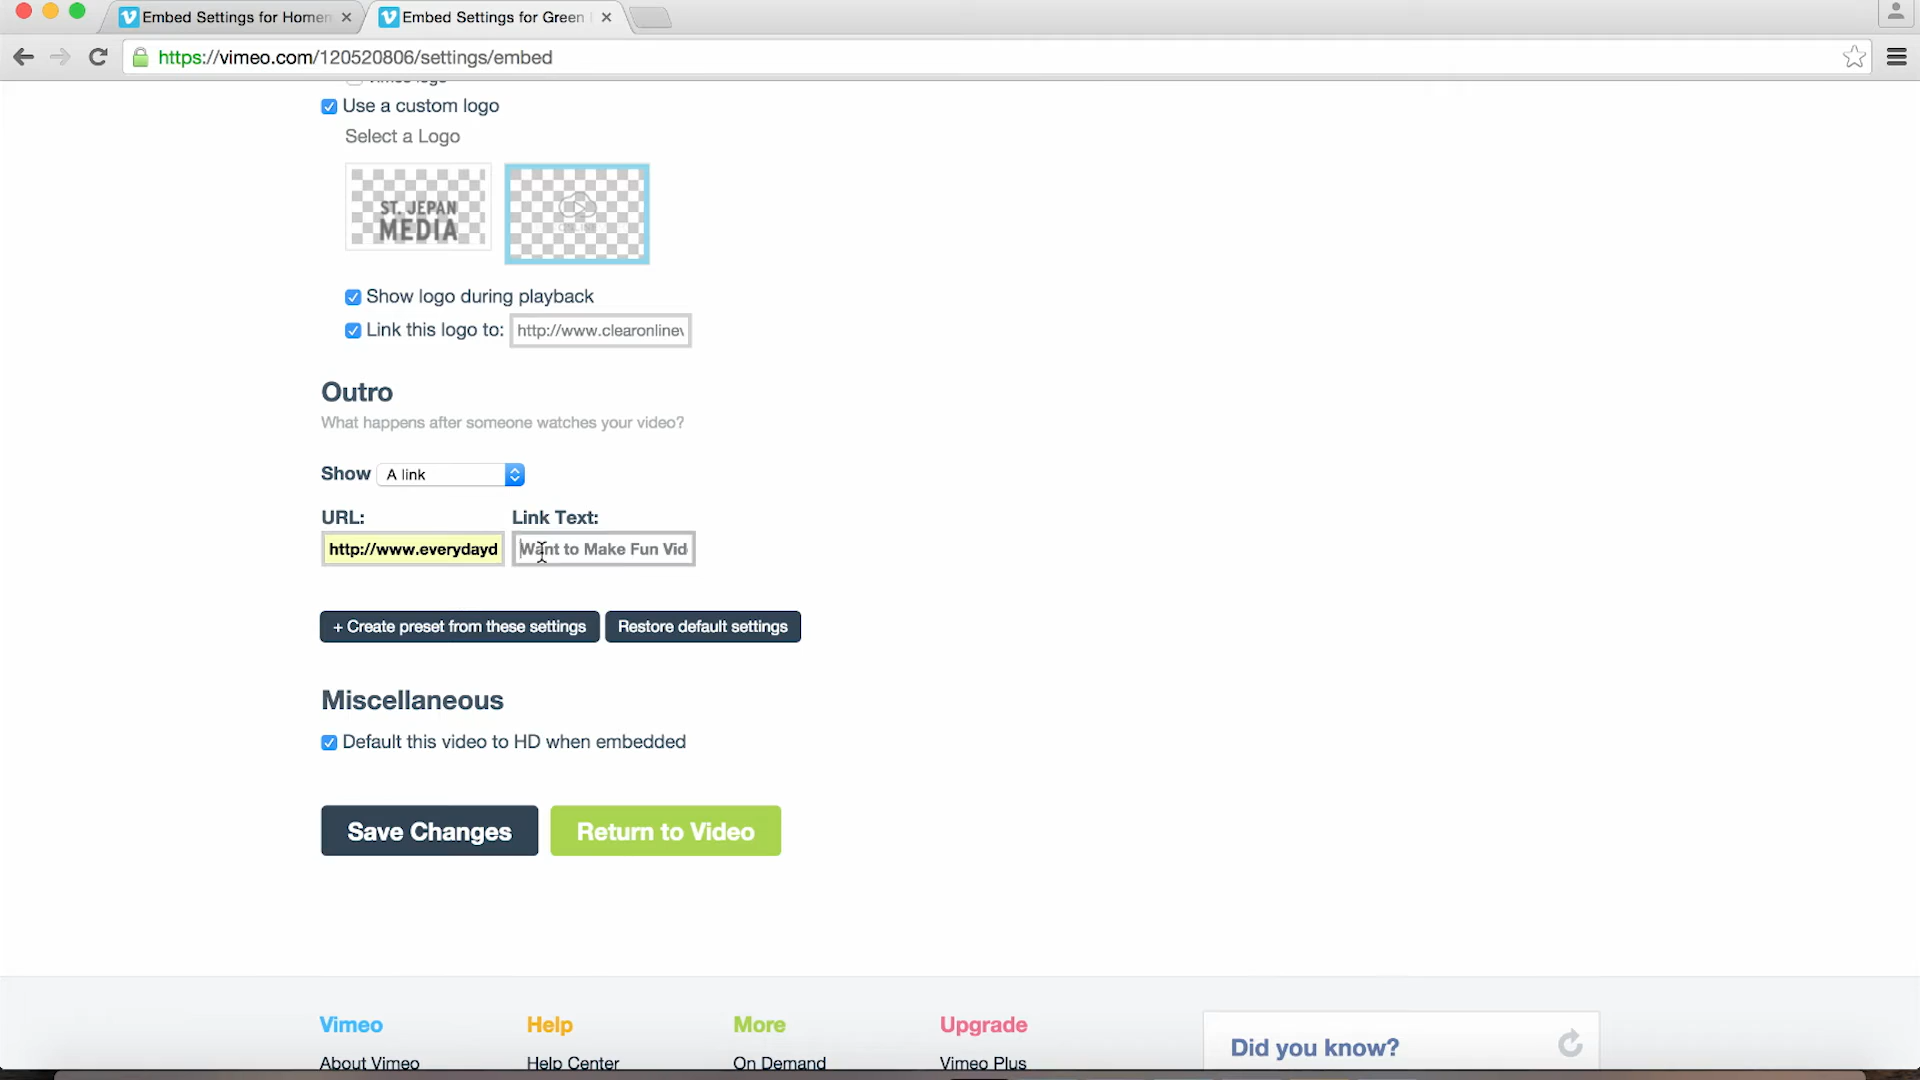 Embed Settings for Homen
Embed Settings for Green
https://vimeo.com/120520806/settings/embed
Use a custom logo
Select a Logo
ST. JEPAN
MEDIA
ONLINE
Show logo during playback
Link this logo to: http://www.clearonlinev
Outro
What happens after someone watches your video?
Show A link
URL: Link Text:
http://www.everydayd Want to Make Fun Vid
+ Create preset from these settings Restore default settings
Miscellaneous
Default this video to HD when embedded
Save Changes Return to Video
Vimeo Help More Upgrade
Did you know?
About Vimeo Help Center On Demand Vimeo Plus